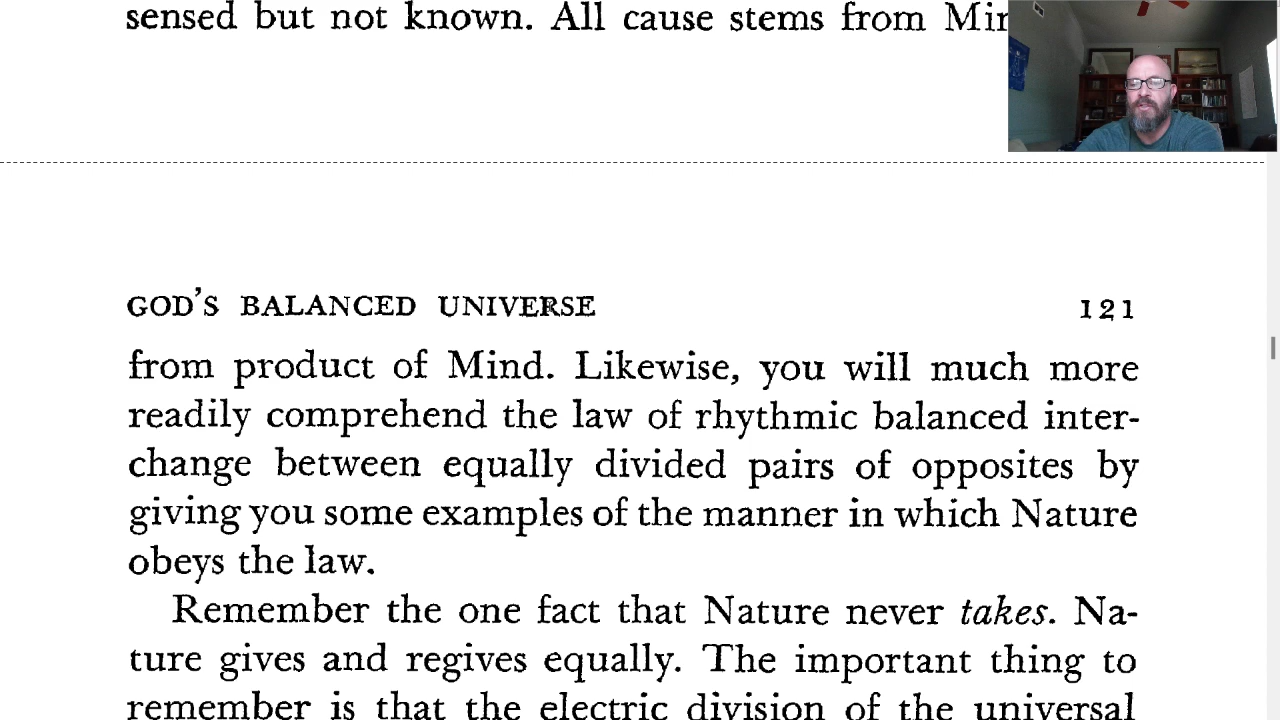 sensed but not known. All cause stems from
GOD'S BALANCED UNIVERSE 121
from product of Mind. Likewise, you will much more
readily comprehend the law of rhythmic balanced inter-
change between equally divided pairs of opposites by
giving you some examples of the manner in which Nature
obeys the law.
Remember the one fact that Nature never takes. Na-
ture gives and regives equally. The important thing to
remember is that the electric division of the universal